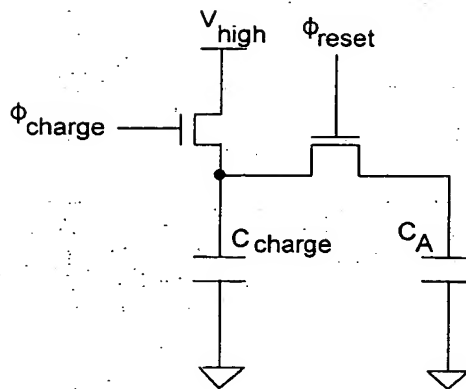 V_high
ϕ_reset
ϕ_charge
C_charge
C_A